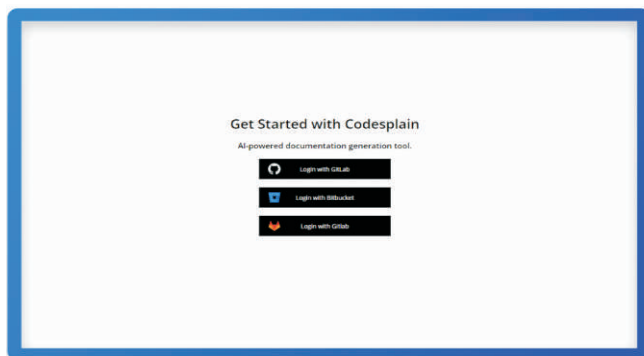 Get Started with Codesplain
AI-powered documentation generation tool.
Login with GitLab
Login with Bitbucket
Login with Gitlab